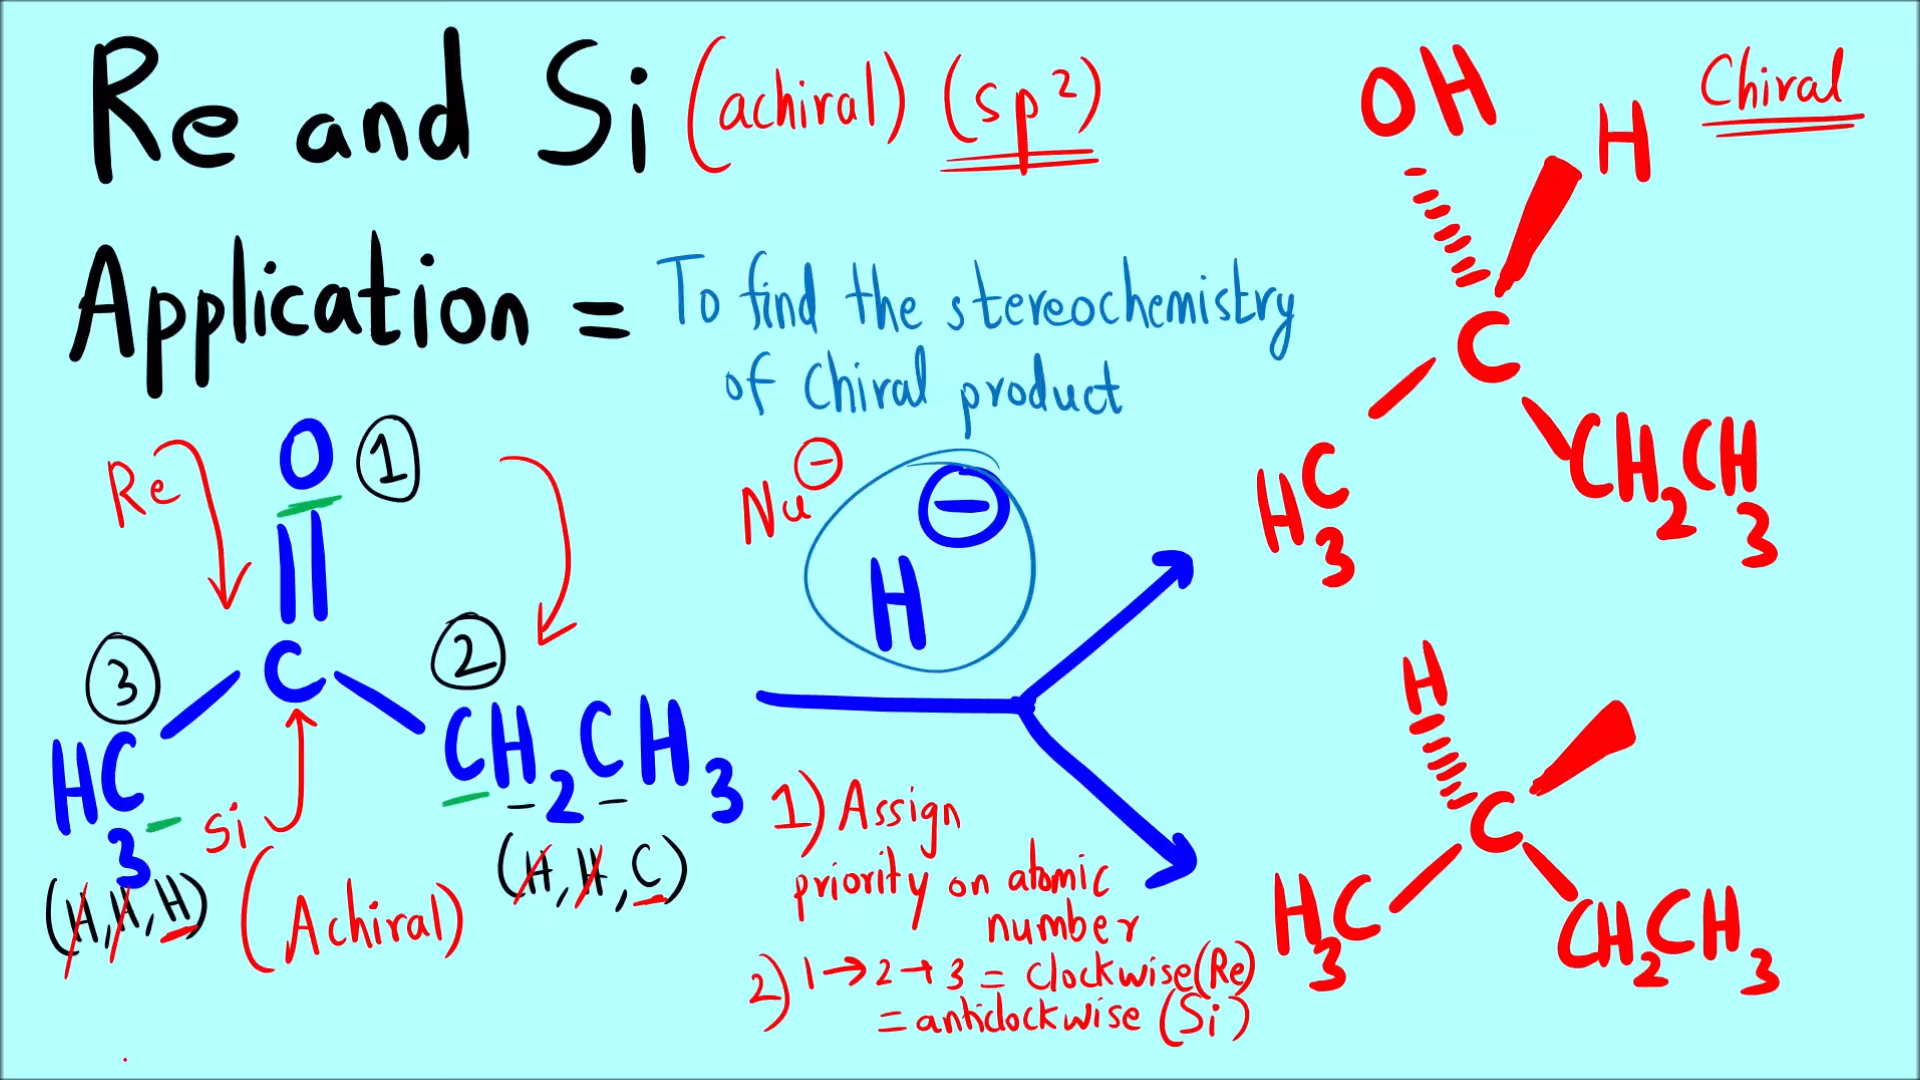 Re and Si (achiral) (sp²)
Application = To find the stereochemistry
of Chiral product
Re
O
①
C
③
②
H₃C
CH₂CH₃
Si
(H,H,H)
(H,H,C)
(Achiral)
Nu⊖
H⊖
1) Assign
priority on atomic
number
2) 1→2→3 = clockwise(Re)
= anticlockwise (Si)
OH
H
Chiral
C
H₃C
CH₂CH₃
H
C
H₃C
CH₂CH₃